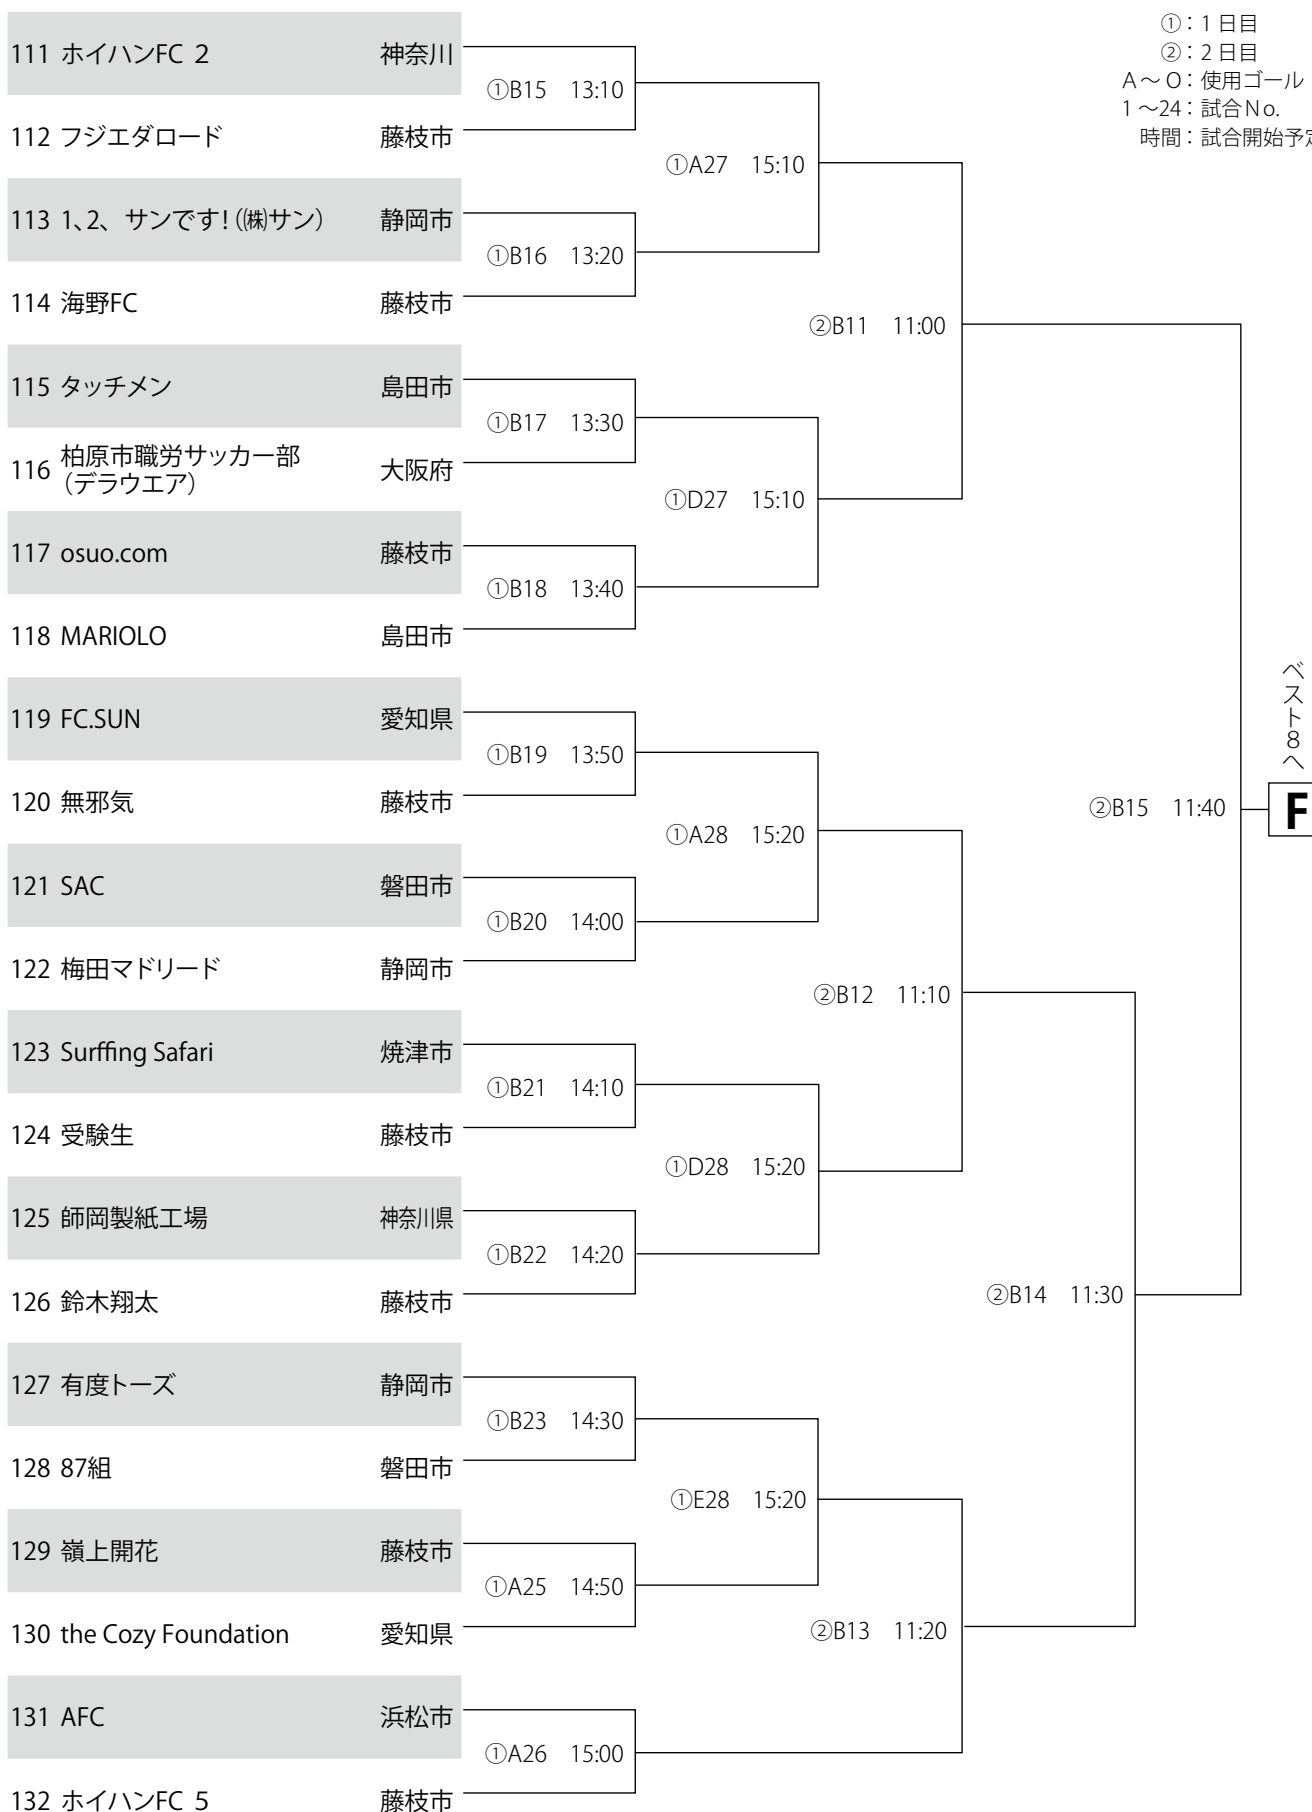 ①：1 日目
②：2 日目
A～O：使用ゴール
1～24：試合No.
時間：試合開始予定
111 ホイハンFC 2 神奈川
①B15 13:10
112 フジエダロード 藤枝市
①A27 15:10
113 1、2、サンです！（㈱サン） 静岡市
①B16 13:20
114 海野FC 藤枝市
②B11 11:00
115 タッチメン 島田市
①B17 13:30
116 柏原市職労サッカー部
（デラウエア） 大阪府
①D27 15:10
117 osuo.com 藤枝市
①B18 13:40
118 MARIOLO 島田市
119 FC.SUN 愛知県
①B19 13:50
120 無邪気 藤枝市
②B15 11:40
ベスト8へ
F
①A28 15:20
121 SAC 磐田市
①B20 14:00
122 梅田マドリード 静岡市
②B12 11:10
123 Surffing Safari 焼津市
①B21 14:10
124 受験生 藤枝市
①D28 15:20
125 師岡製紙工場 神奈川県
①B22 14:20
126 鈴木翔太 藤枝市
②B14 11:30
127 有度トーズ 静岡市
①B23 14:30
128 87組 磐田市
①E28 15:20
129 嶺上開花 藤枝市
①A25 14:50
130 the Cozy Foundation 愛知県
②B13 11:20
131 AFC 浜松市
①A26 15:00
132 ホイハンFC 5 藤枝市